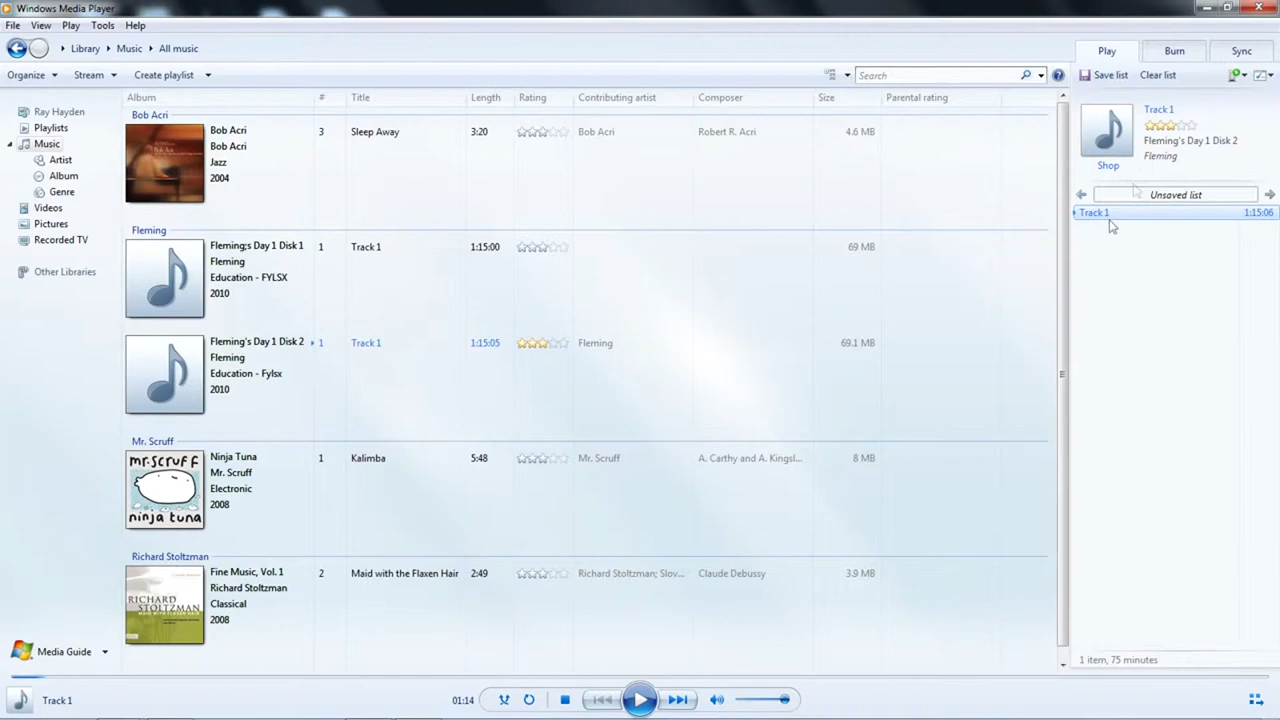 Windows Media Player
File View Play Tools Help
Library Music All music
Play Burn Sync
Organize Stream Create playlist Search
Save list Clear list
Album # Title Length Rating Contributing artist Composer Size Parental rating
Ray Hayden
Playlists
Music
Artist
Album
Genre
Videos
Pictures
Recorded TV
Other Libraries
Bob Acri
Bob Acri 3 Sleep Away 3:20 Bob Acri Robert R. Acri 4.6 MB
Bob Acri
Jazz
2004
Fleming
Fleming;s Day 1 Disk 1 1 Track 1 1:15:00 69 MB
Fleming
Education - FYLSX
2010
Fleming's Day 1 Disk 2 1 Track 1 1:15:05 Fleming 69.1 MB
Fleming
Education - Fylsx
2010
Mr. Scruff
Ninja Tuna 1 Kalimba 5:48 Mr. Scruff A. Carthy and A. Kingsl... 8 MB
Mr. Scruff
Electronic
2008
mr.scruff
ninja tuna
Richard Stoltzman
Fine Music, Vol. 1 2 Maid with the Flaxen Hair 2:49 Richard Stoltzman; Slov... Claude Debussy 3.9 MB
Richard Stoltzman
Classical
2008
RICHARD
STOLTZMAN
MAID WITH THE FLAXEN HAIR
Track 1
Fleming's Day 1 Disk 2
Fleming
Shop
Unsaved list
Track 1 1:15:06
1 item, 75 minutes
Media Guide
Track 1 01:14